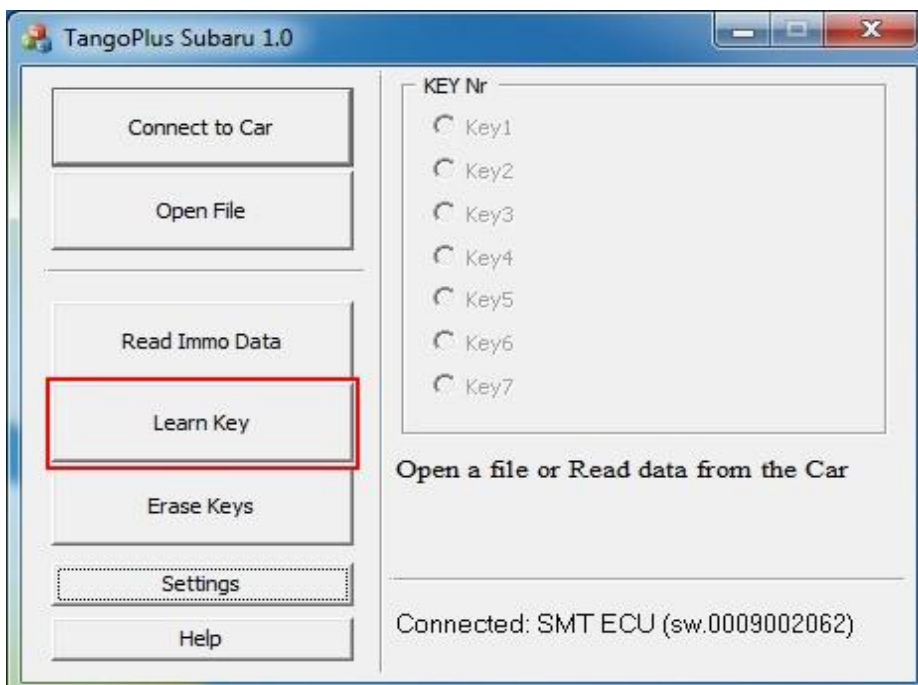 TangoPlus Subaru 1.0
Connect to Car
Open File
Read Immo Data
Learn Key
Erase Keys
Settings
Help
KEY Nr
Key1
Key2
Key3
Key4
Key5
Key6
Key7
Open a file or Read data from the Car
Connected: SMT ECU (sw.0009002062)